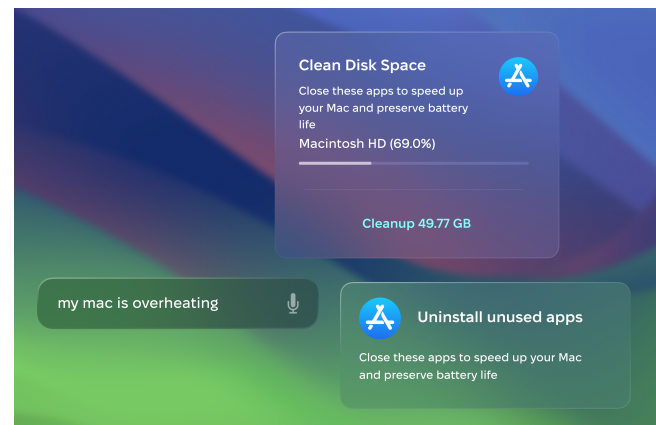 Clean Disk Space
Close these apps to speed up
your Mac and preserve battery
life
Macintosh HD (69.0%)
Cleanup 49.77 GB
my mac is overheating
Uninstall unused apps
Close these apps to speed up your Mac
and preserve battery life